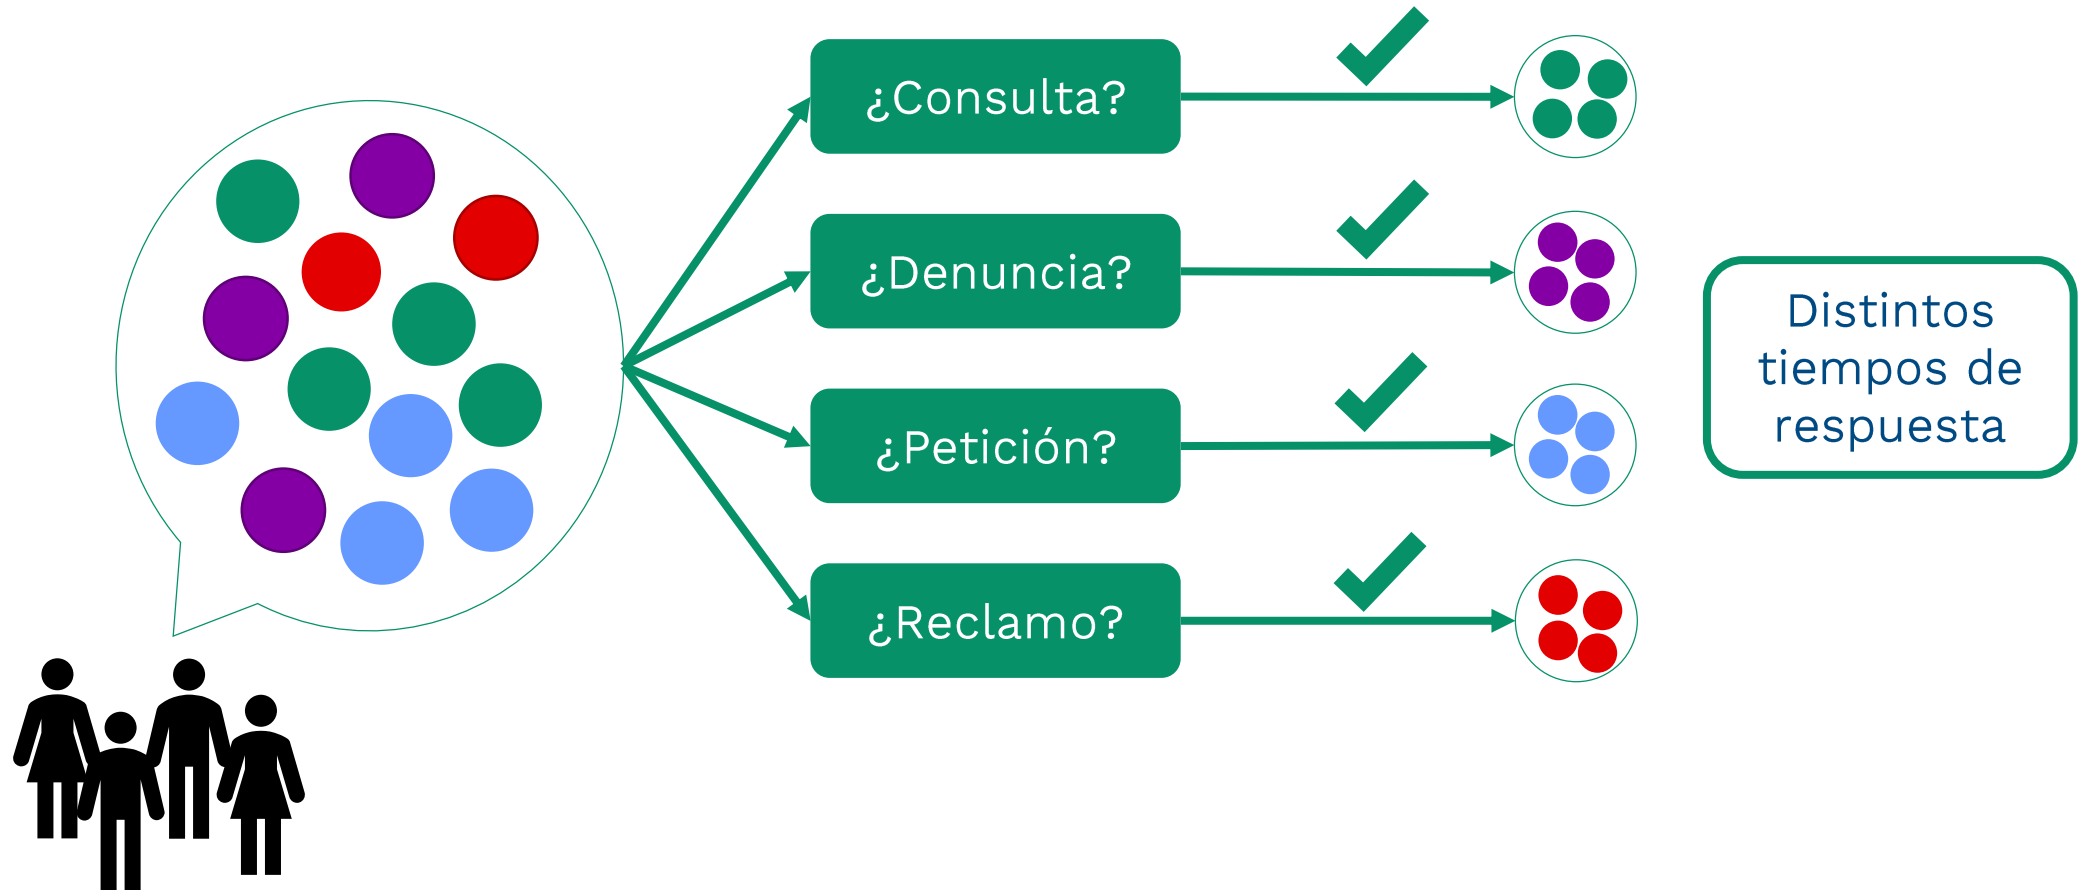 ¿Consulta?
¿Denuncia?
¿Petición?
¿Reclamo?
Distintos
tiempos de
respuesta